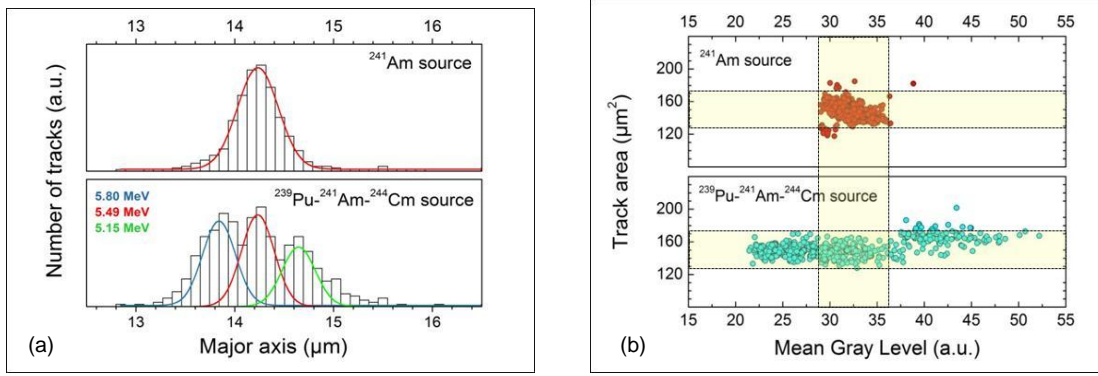 13 14 15 16
²⁴¹Am source
²³⁹Pu-²⁴¹Am-²⁴⁴Cm source
5.80 MeV
5.49 MeV
5.15 MeV
Number of tracks (a.u.)
13 14 15 16
Major axis (μm)
(a)
15 20 25 30 35 40 45 50 55
²⁴¹Am source
200
160
120
²³⁹Pu-²⁴¹Am-²⁴⁴Cm source
200
160
120
Track area (μm²)
15 20 25 30 35 40 45 50 55
Mean Gray Level (a.u.)
(b)